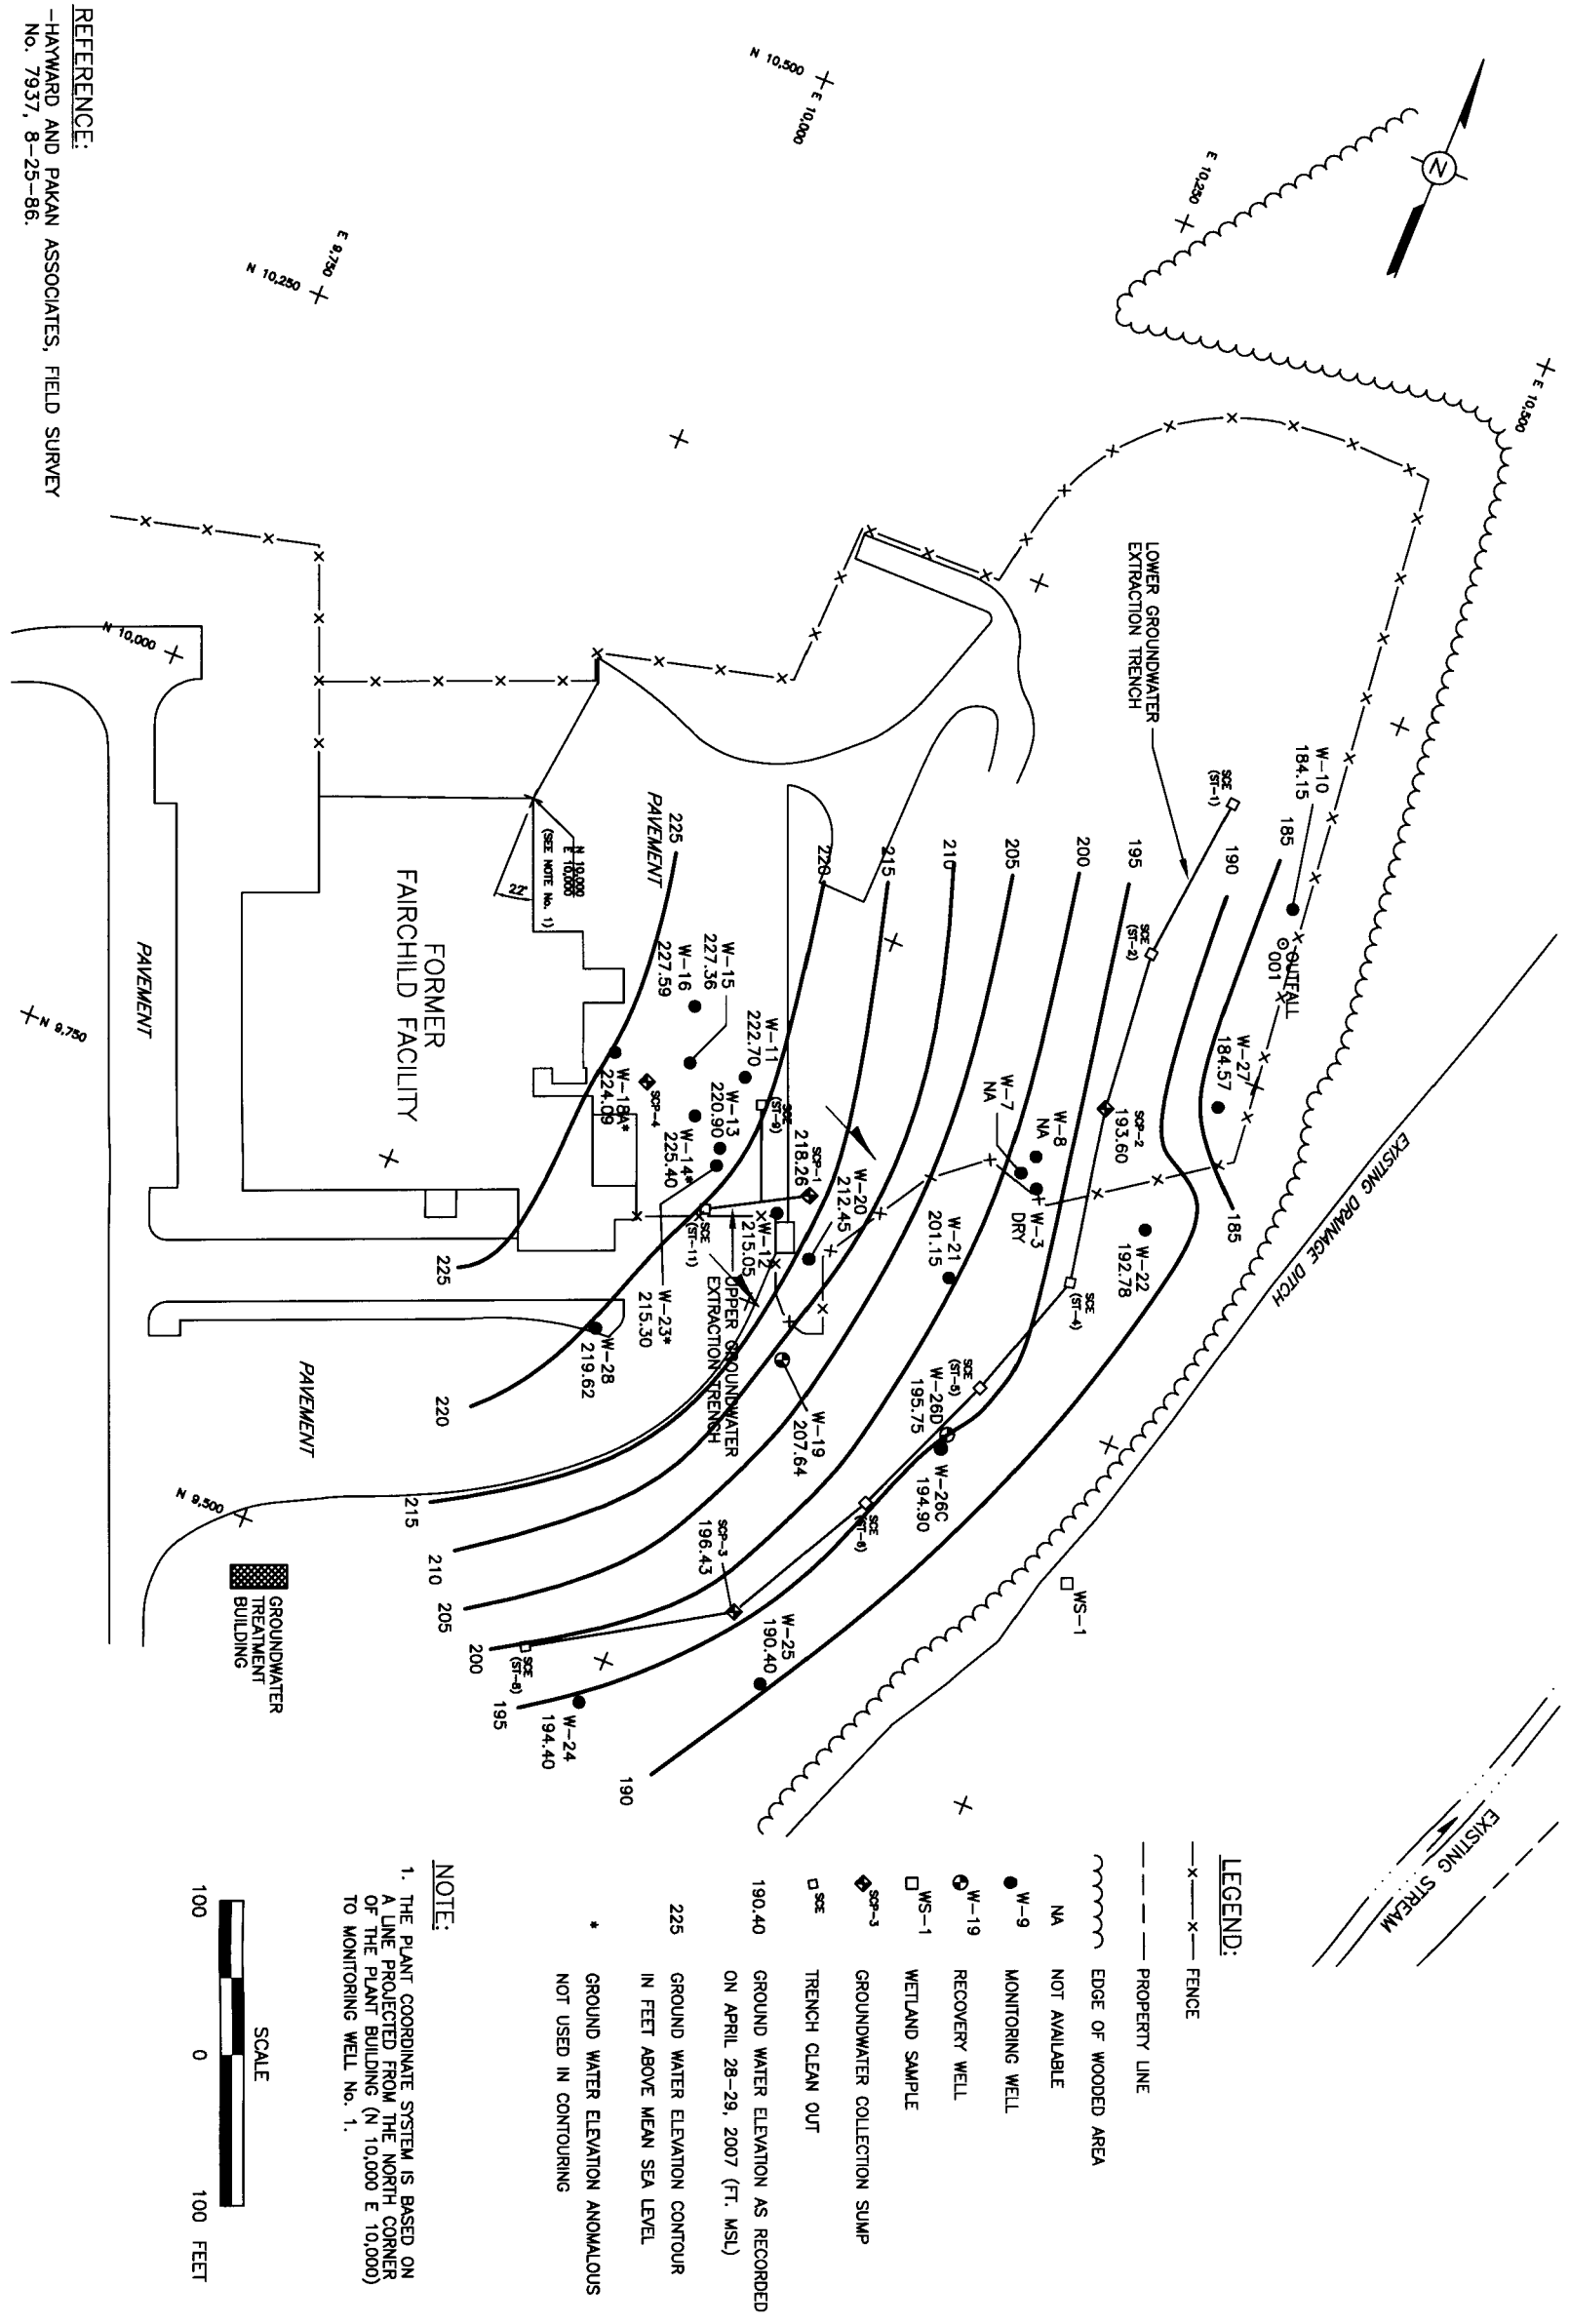 REFERENCE:
-HAYWARD AND PAKAN ASSOCIATES, FIELD SURVEY
No. 7937, 8-25-86.
N 10,500
E 10,000
E 10,250
E 10,500
E 9,750
N 10,250
N 10,000
N 9,750
N 9,500
N
LOWER GROUNDWATER
EXTRACTION TRENCH
SCE
(ST-1)
W-10
184.15
185
190
195
200
205
210
215
220
225
PAVEMENT
N 10,000
E 10,000
(SEE NOTE No. 1)
22°
FORMER
FAIRCHILD FACILITY
PAVEMENT
PAVEMENT
OUTFALL
001
SCE
(ST-2)
W-27
184.57
SCP-2
193.60
W-8
NA
W-7
NA
W-3
DRY
W-22
192.78
185
EXISTING DRAINAGE DITCH
W-15
227.36
W-16
227.59
W-11
222.70
W-13
220.90
W-14*
225.40
W-18A*
224.09
SCP-4
SCE
(ST-9)
SCP-1
218.26
W-20
212.45
W-21
201.15
W-12
215.05
SCE
(ST-11)
UPPER GROUNDWATER
EXTRACTION TRENCH
W-23*
215.30
W-28
219.62
W-19
207.64
SCE
(ST-4)
SCE
(ST-5)
W-26D
195.75
W-26C
194.90
SCE
(ST-6)
SCP-3
196.43
W-25
190.40
SCE
(ST-8)
W-24
194.40
WS-1
225
220
215
210
205
200
195
190
GROUNDWATER
TREATMENT
BUILDING
EXISTING STREAM
LEGEND:
FENCE
PROPERTY LINE
EDGE OF WOODED AREA
NA NOT AVAILABLE
W-9 MONITORING WELL
W-19 RECOVERY WELL
WS-1 WETLAND SAMPLE
SCP-3 GROUNDWATER COLLECTION SUMP
SCE TRENCH CLEAN OUT
190.40 GROUND WATER ELEVATION AS RECORDED
ON APRIL 28-29, 2007 (FT. MSL)
225 GROUND WATER ELEVATION CONTOUR
IN FEET ABOVE MEAN SEA LEVEL
* GROUND WATER ELEVATION ANOMALOUS
NOT USED IN CONTOURING
NOTE:
1. THE PLANT COORDINATE SYSTEM IS BASED ON
A LINE PROJECTED FROM THE NORTH CORNER
OF THE PLANT BUILDING (N 10,000 E 10,000)
TO MONITORING WELL No. 1.
SCALE
100 0 100 FEET